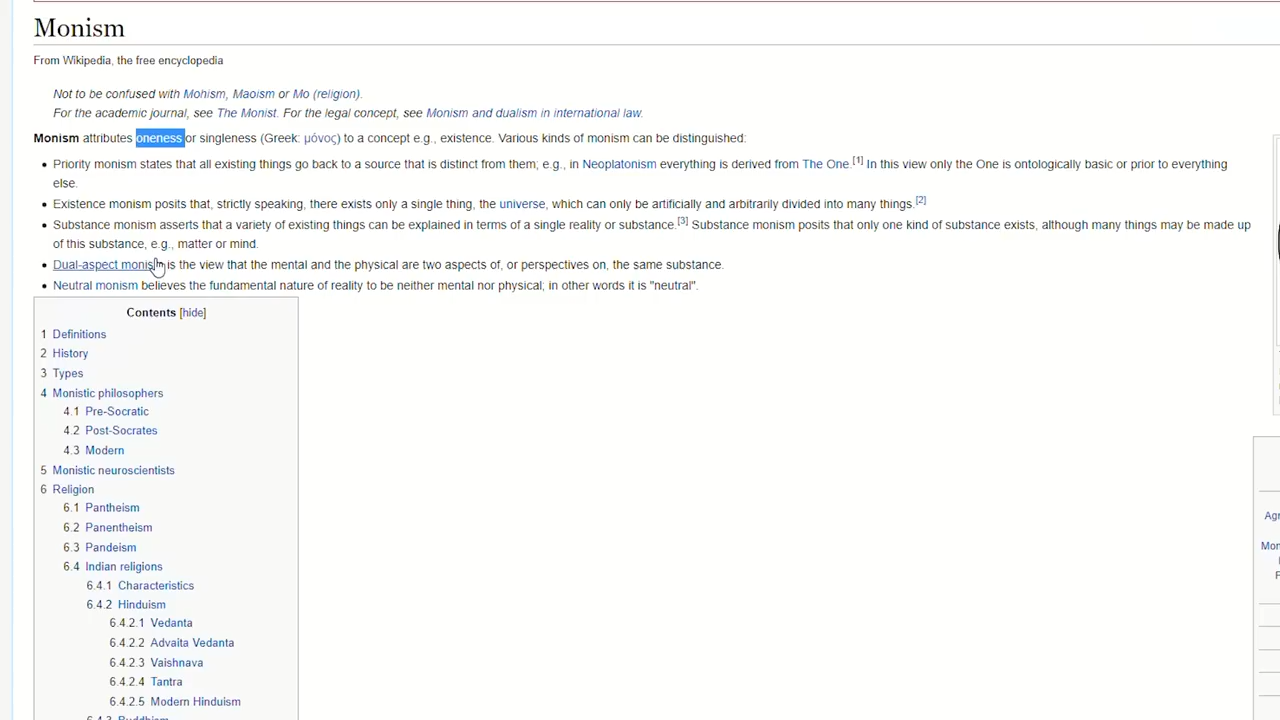 Monism
From Wikipedia, the free encyclopedia
Not to be confused with Mohism, Maoism or Mo (religion).
For the academic journal, see The Monist. For the legal concept, see Monism and dualism in international law.
Monism attributes oneness or singleness (Greek: μόνος) to a concept e.g., existence. Various kinds of monism can be distinguished:
Priority monism states that all existing things go back to a source that is distinct from them; e.g., in Neoplatonism everything is derived from The One.[1] In this view only the One is ontologically basic or prior to everything
else.
Existence monism posits that, strictly speaking, there exists only a single thing, the universe, which can only be artificially and arbitrarily divided into many things.[2]
Substance monism asserts that a variety of existing things can be explained in terms of a single reality or substance.[3] Substance monism posits that only one kind of substance exists, although many things may be made up
of this substance, e.g., matter or mind.
Dual-aspect monism is the view that the mental and the physical are two aspects of, or perspectives on, the same substance.
Neutral monism believes the fundamental nature of reality to be neither mental nor physical; in other words it is "neutral".
Contents [hide]
1 Definitions
2 History
3 Types
4 Monistic philosophers
4.1 Pre-Socratic
4.2 Post-Socrates
4.3 Modern
5 Monistic neuroscientists
6 Religion
6.1 Pantheism
6.2 Panentheism
6.3 Pandeism
6.4 Indian religions
6.4.1 Characteristics
6.4.2 Hinduism
6.4.2.1 Vedanta
6.4.2.2 Advaita Vedanta
6.4.2.3 Vaishnava
6.4.2.4 Tantra
6.4.2.5 Modern Hinduism
6.4.3 Buddhism
Agn
Mon